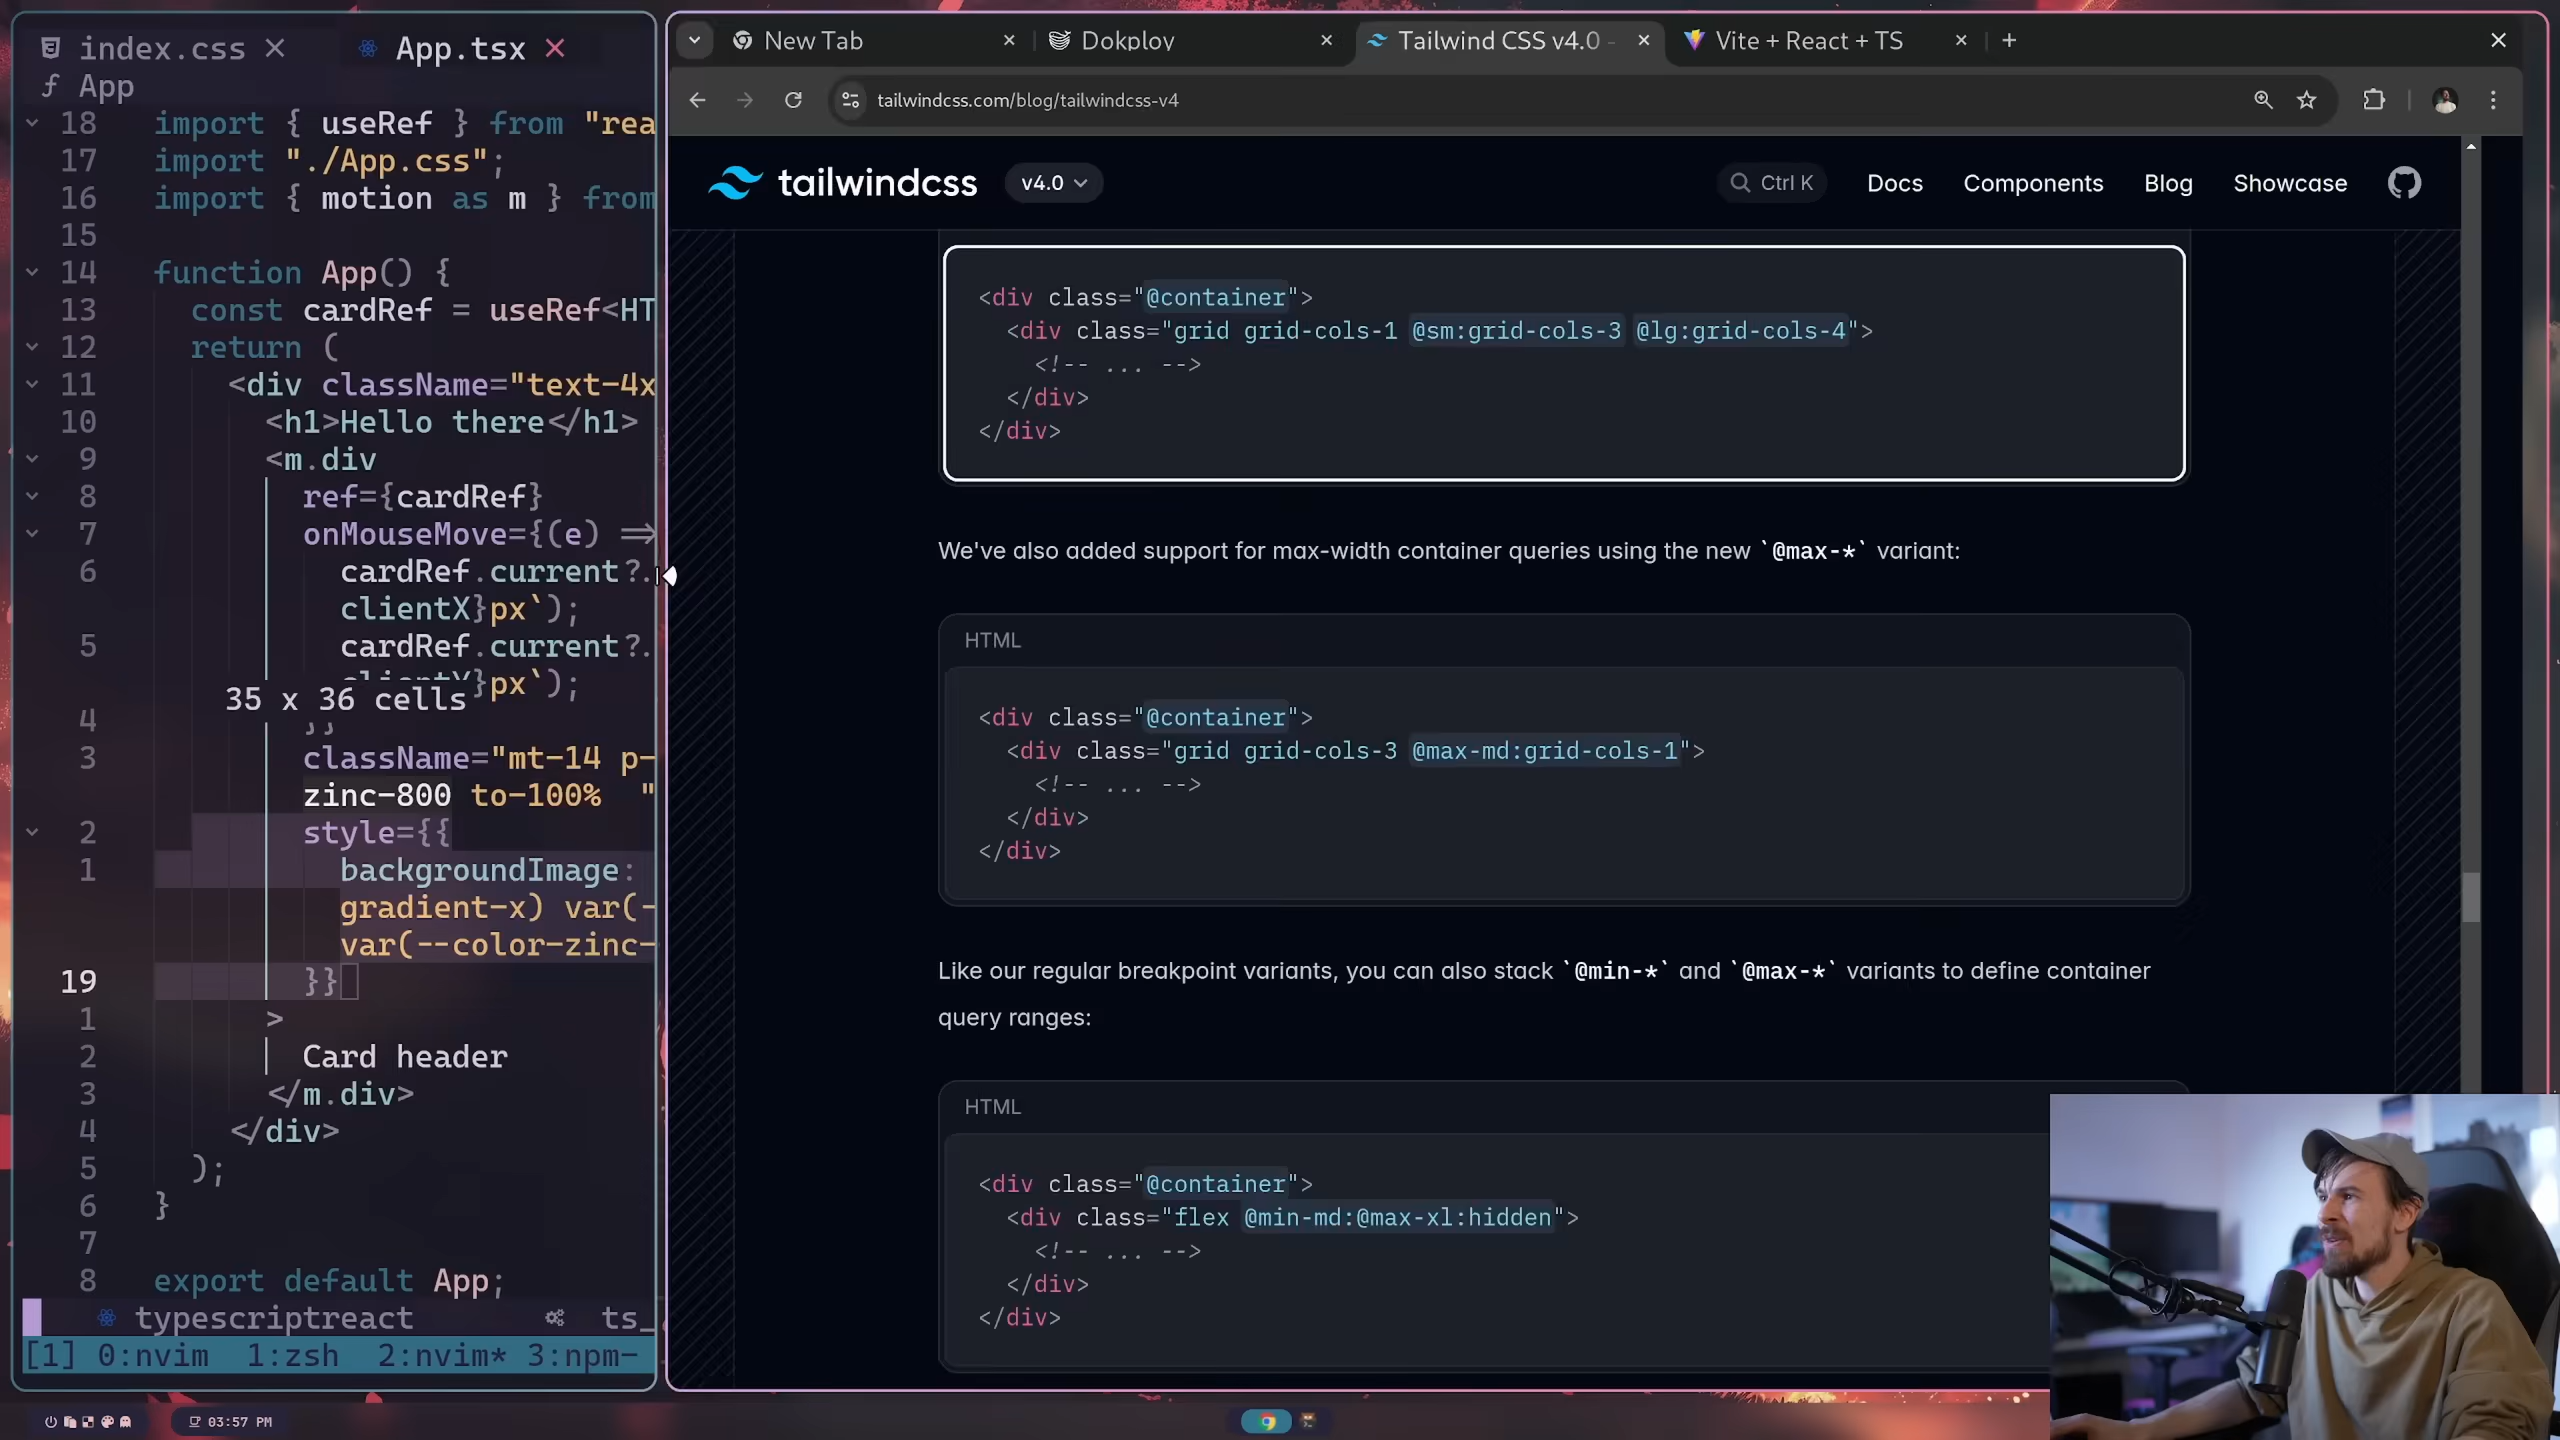 index.css
App.tsx
App
18 import { useRef } from "rea
17 import "./App.css";
16 import { motion as m } from
15
14 function App() {
13 const cardRef = useRef<HT
12 return (
11 <div className="text-4x
10 <h1>Hello there</h1>
9 <m.div
8 ref={cardRef}
7 onMouseMove={(e) =>
6 cardRef.current?.
clientX}px`);
5 cardRef.current?.
}px`);
35 x 36 cells
4 }}
3 className="mt-14 p-
zinc-800 to-100% "
2 style={{
1 backgroundImage:
gradient-x) var(-
var(--color-zinc-
19 }}
1 >
2 Card header
3 </m.div>
4 </div>
5 );
6 }
7
8 export default App;
typescriptreact ts_
[1] 0:nvim 1:zsh 2:nvim* 3:npm-
03:57 PM
New Tab
Dokploy
Tailwind CSS v4.0 -
Vite + React + TS
tailwindcss.com/blog/tailwindcss-v4
tailwindcss
v4.0
Ctrl K
Docs
Components
Blog
Showcase
<div class="@container">
<div class="grid grid-cols-1 @sm:grid-cols-3 @lg:grid-cols-4">
<!-- ... -->
</div>
</div>
We've also added support for max-width container queries using the new `@max-*` variant:
HTML
<div class="@container">
<div class="grid grid-cols-3 @max-md:grid-cols-1">
<!-- ... -->
</div>
</div>
Like our regular breakpoint variants, you can also stack `@min-*` and `@max-*` variants to define container
query ranges:
HTML
<div class="@container">
<div class="flex @min-md:@max-xl:hidden">
<!-- ... -->
</div>
</div>